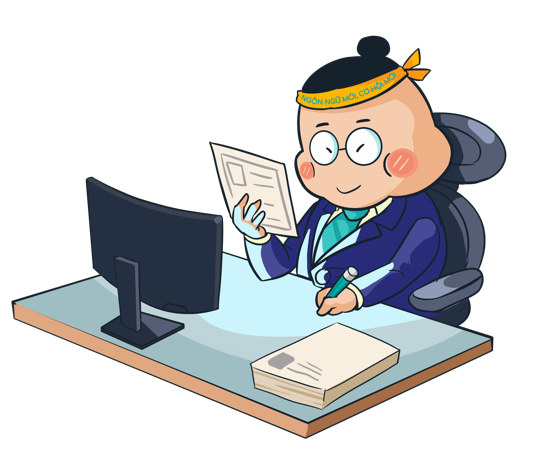 NGÔN NGỮ MỚI, CƠ HỘI MỚI